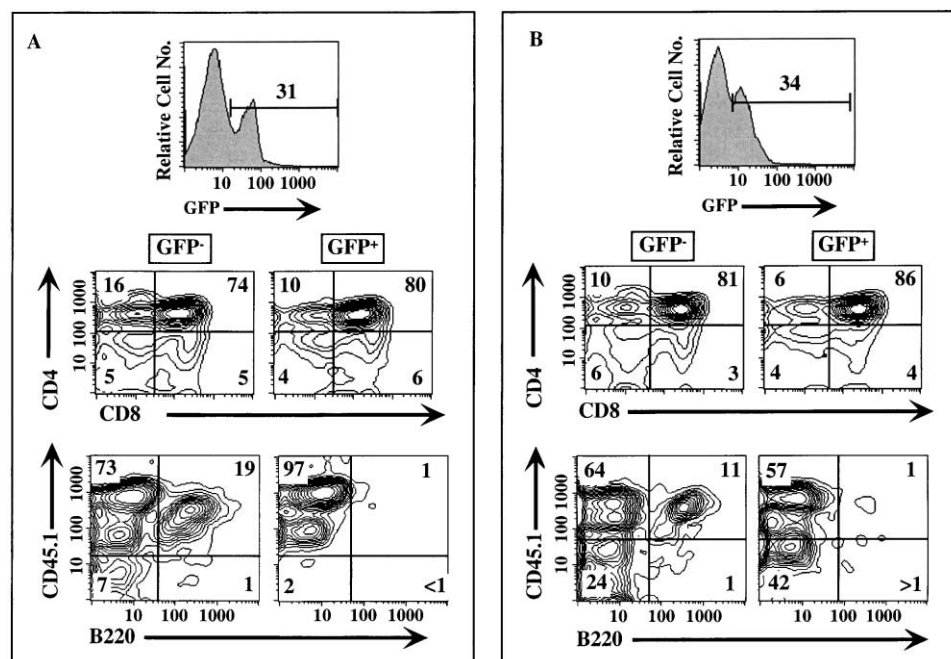 A
Relative Cell No.
31
10 100 1000
GFP
GFP-
GFP+
CD4
10 100 1000
16 74
5 5
10 80
4 6
CD8
CD45.1
10 100 1000
73 19
7 1
97 1
2 <1
10 100 1000
10 100 1000
B220
B
Relative Cell No.
34
10 100 1000
GFP
GFP-
GFP+
CD4
10 100 1000
10 81
6 3
6 86
4 4
CD8
CD45.1
10 100 1000
64 11
24 1
57 1
42 >1
10 100 1000
10 100 1000
B220